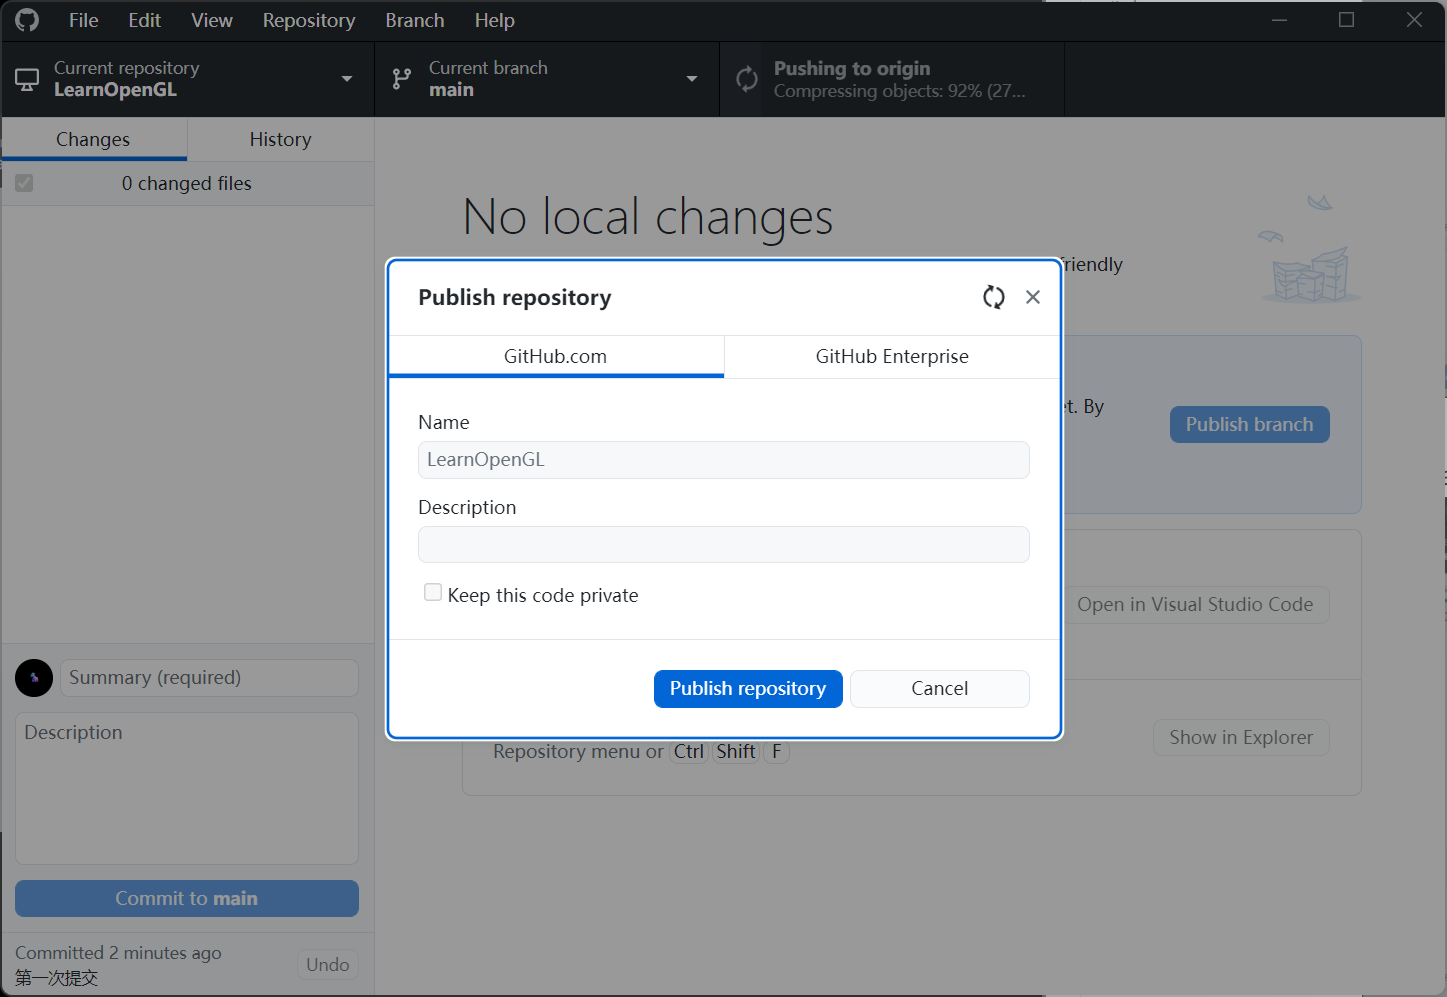 File Edit View Repository Branch Help
Current repository
LearnOpenGL
Current branch
main
Pushing to origin
Compressing objects: 92% (27...
Changes
History
0 changed files
No local changes
friendly
Publish repository
GitHub.com
GitHub Enterprise
Name
LearnOpenGL
Description
Keep this code private
Publish repository
Cancel
t. By
Publish branch
Open in Visual Studio Code
Repository menu or Ctrl Shift F
Show in Explorer
Summary (required)
Description
Commit to main
Committed 2 minutes ago
第一次提交
Undo